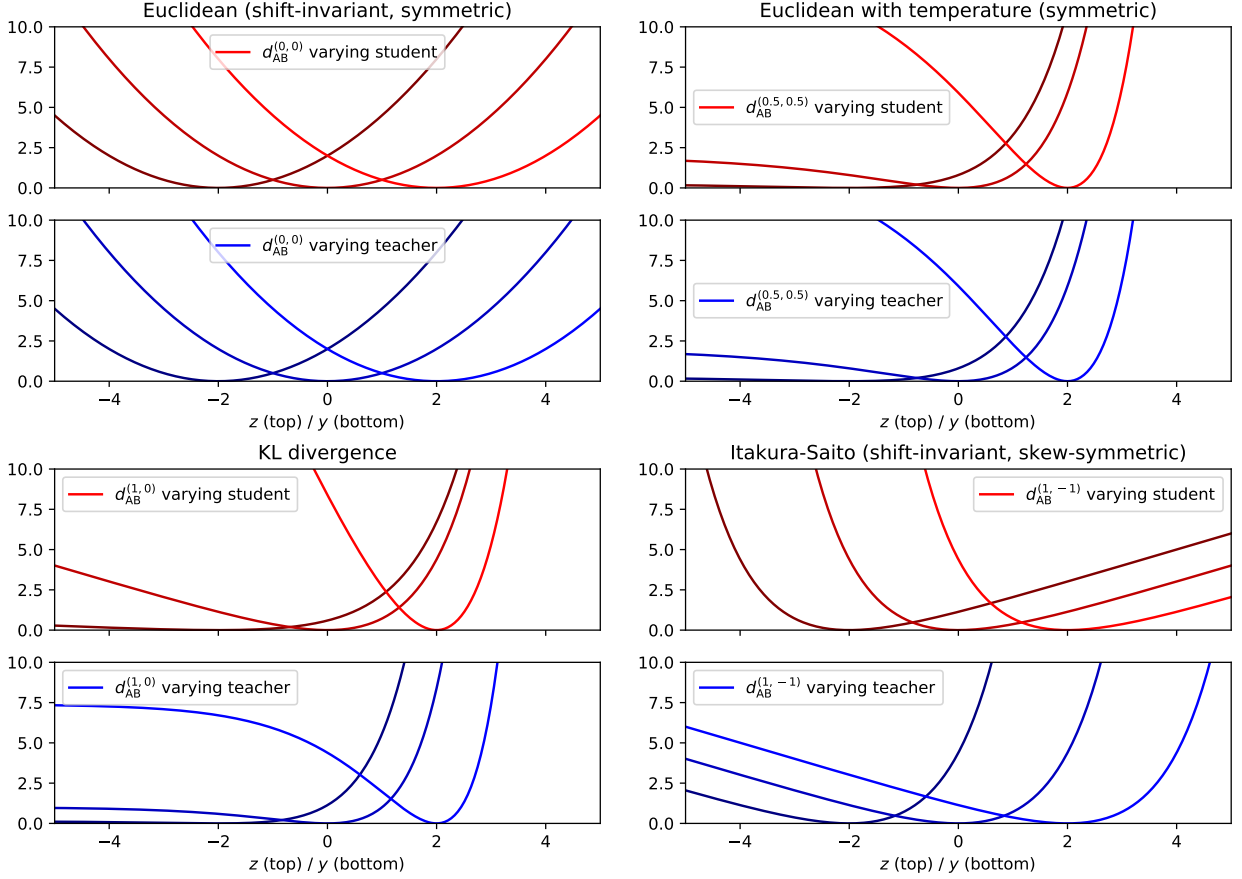 Euclidean (shift-invariant, symmetric)
10.0
7.5
5.0
2.5
0.0
d_AB^(0, 0) varying student
10.0
7.5
5.0
2.5
0.0
d_AB^(0, 0) varying teacher
−4 −2 0 2 4
z (top) / y (bottom)
Euclidean with temperature (symmetric)
10.0
7.5
5.0
2.5
0.0
d_AB^(0.5, 0.5) varying student
10.0
7.5
5.0
2.5
0.0
d_AB^(0.5, 0.5) varying teacher
−4 −2 0 2 4
z (top) / y (bottom)
KL divergence
10.0
7.5
5.0
2.5
0.0
d_AB^(1, 0) varying student
10.0
7.5
5.0
2.5
0.0
d_AB^(1, 0) varying teacher
−4 −2 0 2 4
z (top) / y (bottom)
Itakura-Saito (shift-invariant, skew-symmetric)
10.0
7.5
5.0
2.5
0.0
d_AB^(1, −1) varying student
10.0
7.5
5.0
2.5
0.0
d_AB^(1, −1) varying teacher
−4 −2 0 2 4
z (top) / y (bottom)